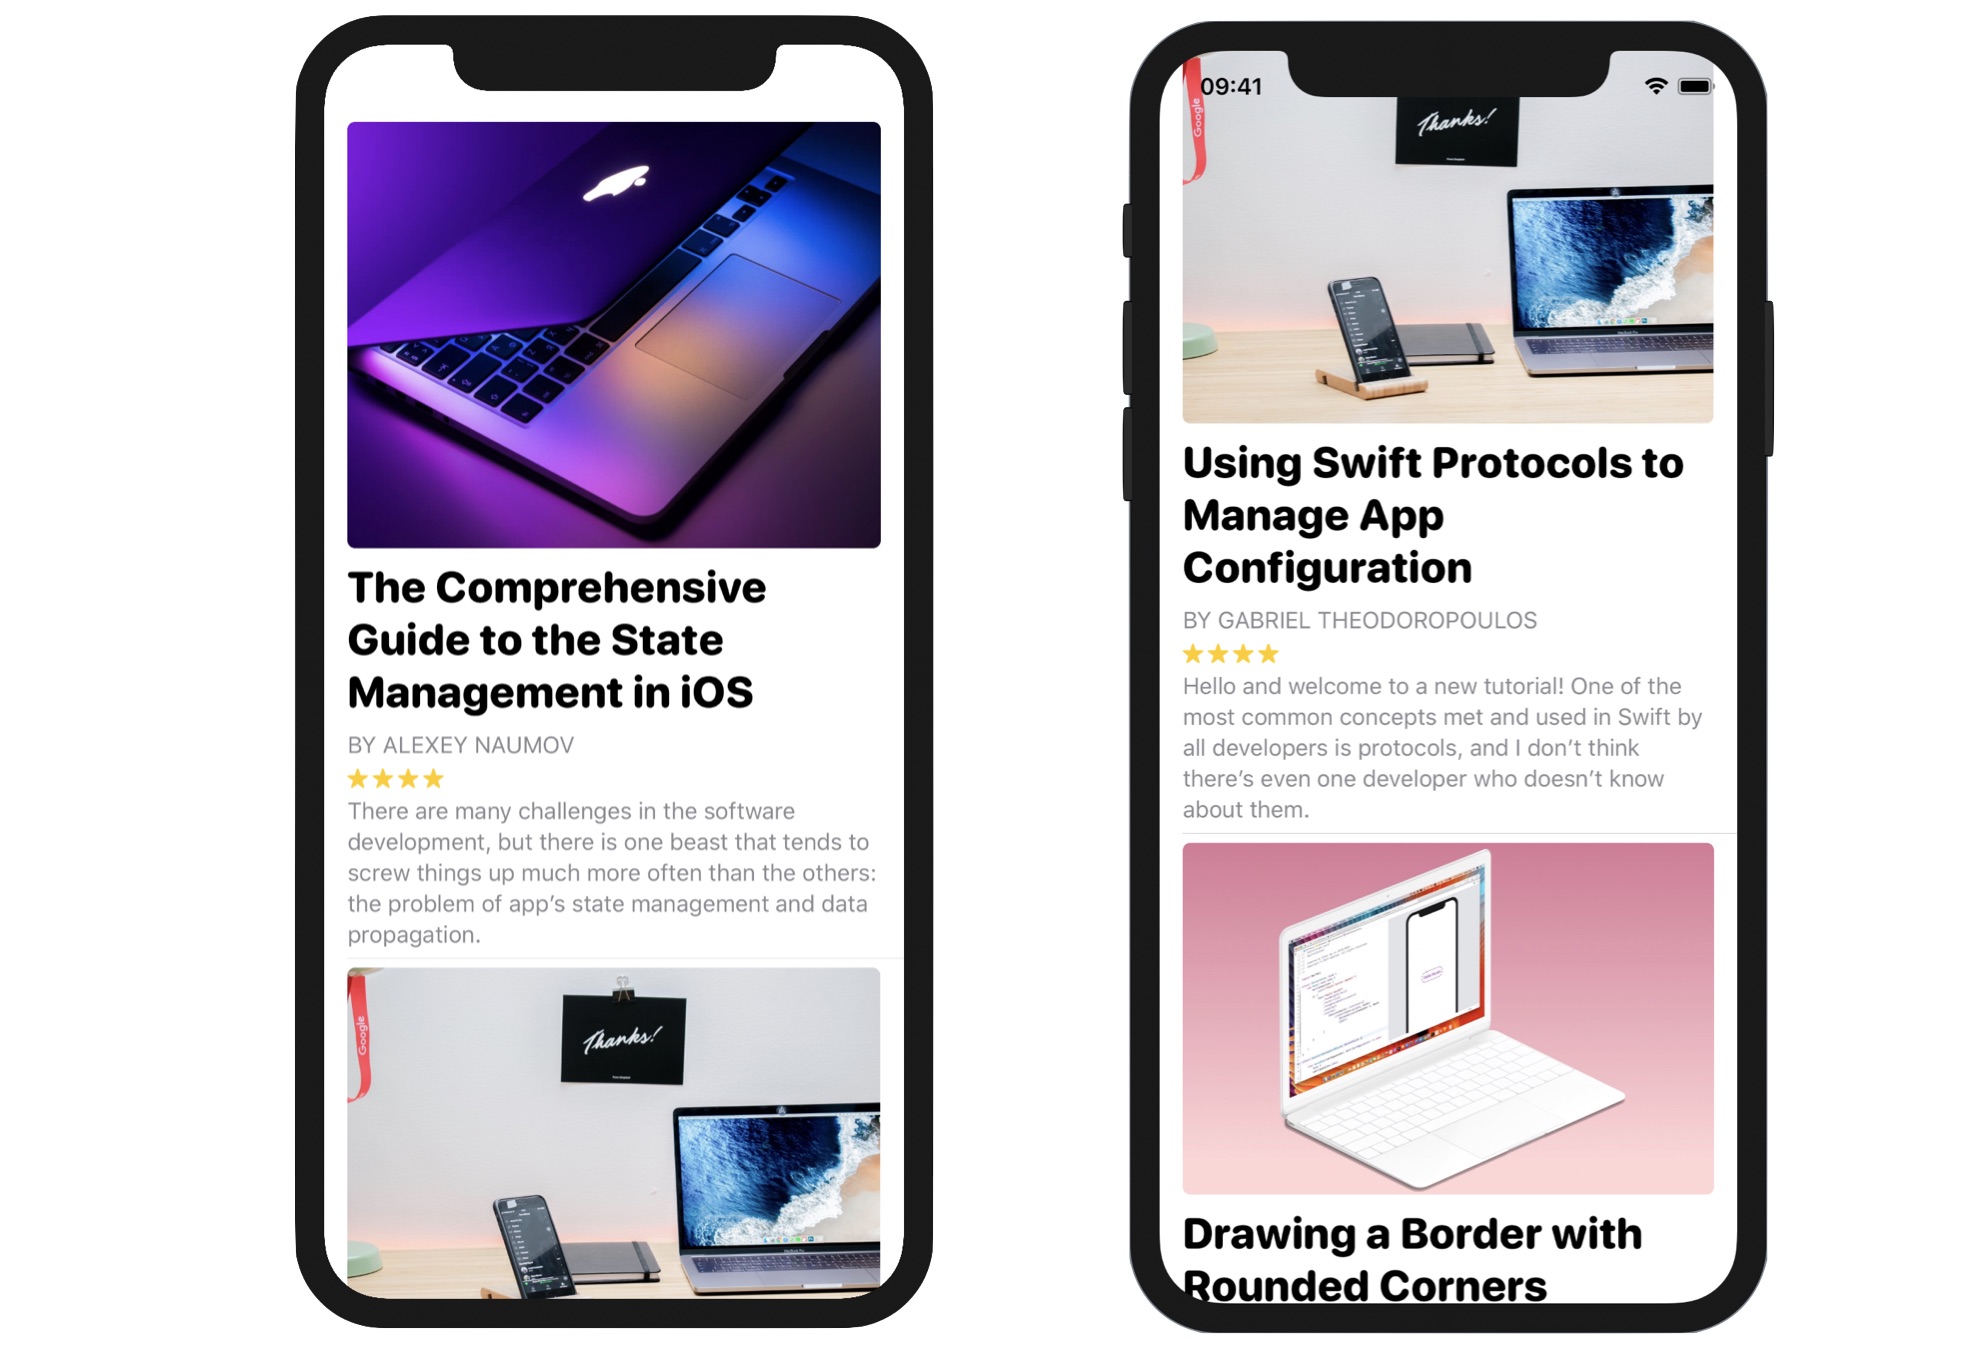 The Comprehensive
Guide to the State
Management in iOS
BY ALEXEY NAUMOV
There are many challenges in the software
development, but there is one beast that tends to
screw things up much more often than the others:
the problem of app’s state management and data
propagation.
Google
Thanks!
09:41
Google
Thanks!
Using Swift Protocols to
Manage App
Configuration
BY GABRIEL THEODOROPOULOS
Hello and welcome to a new tutorial! One of the
most common concepts met and used in Swift by
all developers is protocols, and I don’t think
there’s even one developer who doesn’t know
about them.
Drawing a Border with
Rounded Corners